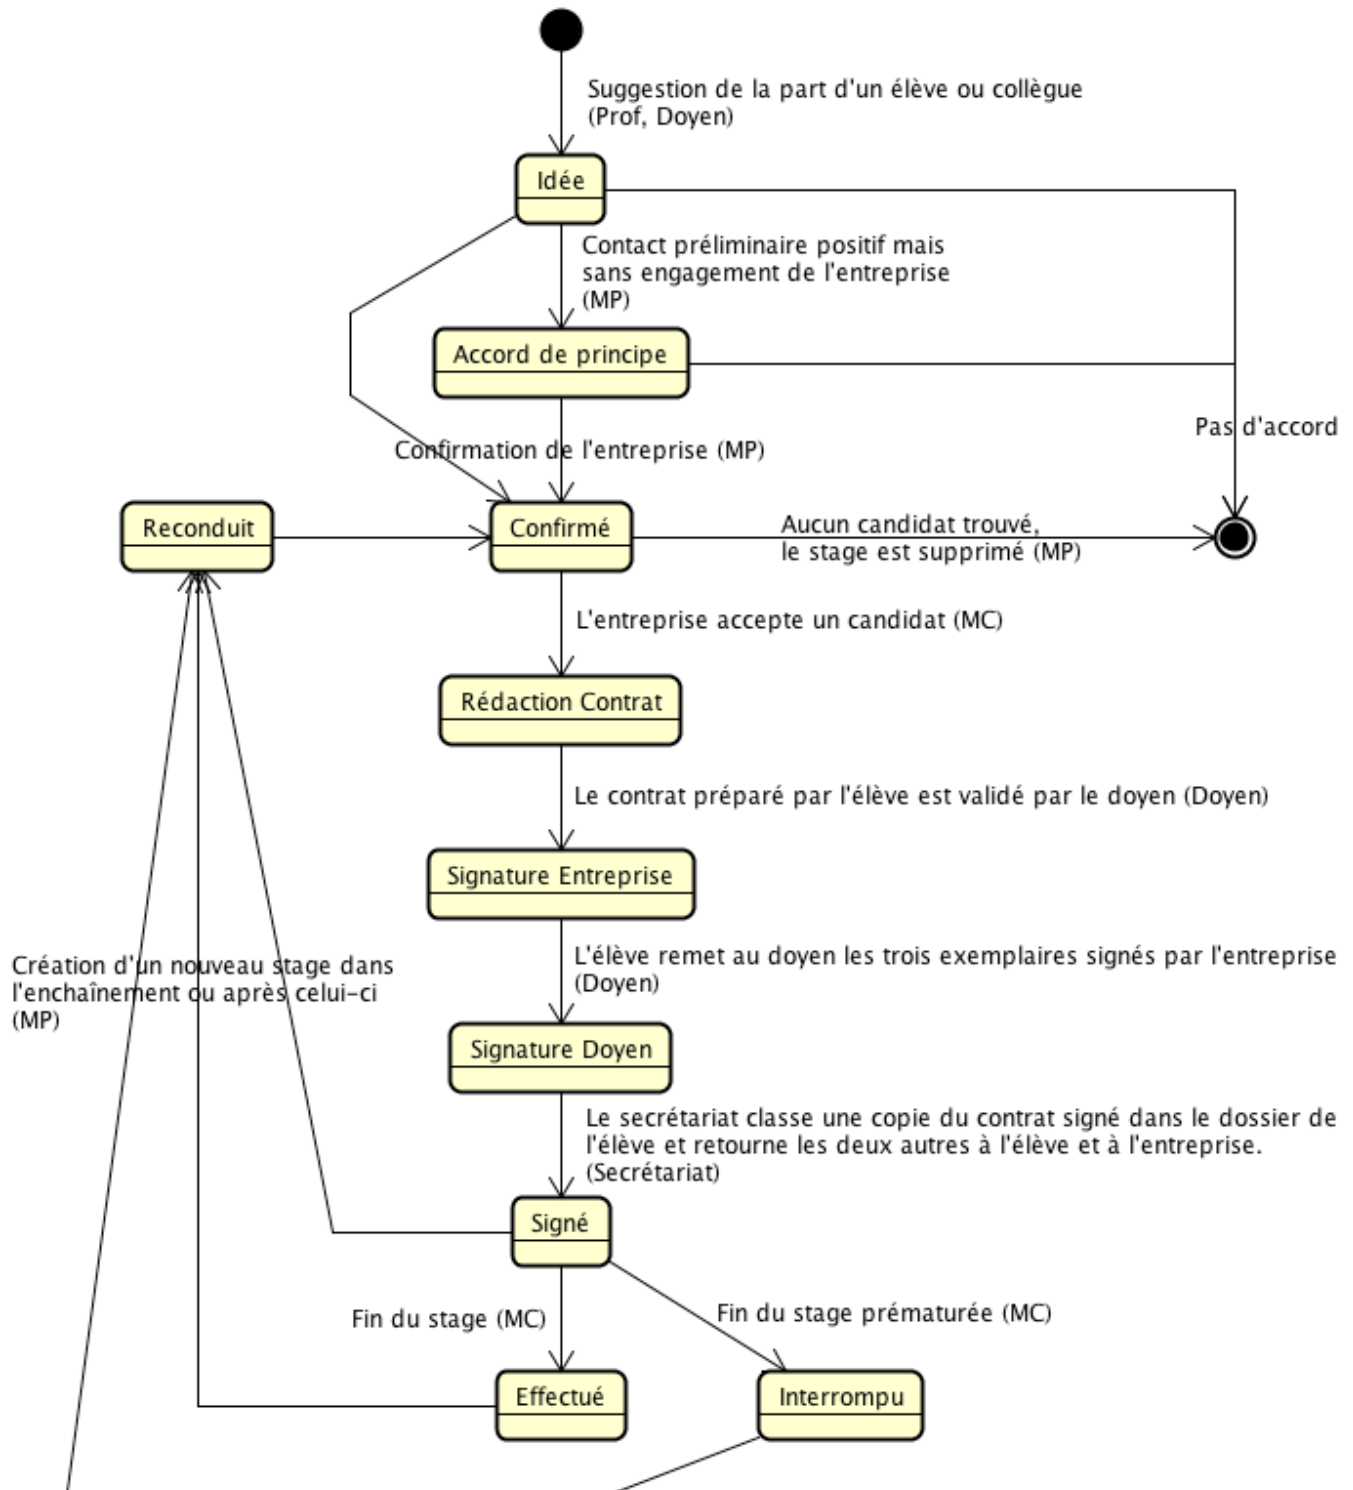 Suggestion de la part d'un élève ou collègue
(Prof, Doyen)
Idée
Contact préliminaire positif mais
sans engagement de l'entreprise
(MP)
Accord de principe
Pas d'accord
Confirmation de l'entreprise (MP)
Reconduit
Confirmé
Aucun candidat trouvé,
le stage est supprimé (MP)
L'entreprise accepte un candidat (MC)
Rédaction Contrat
Le contrat préparé par l'élève est validé par le doyen (Doyen)
Signature Entreprise
L'élève remet au doyen les trois exemplaires signés par l'entreprise
(Doyen)
Création d'un nouveau stage dans
l'enchaînement ou après celui-ci
(MP)
Signature Doyen
Le secrétariat classe une copie du contrat signé dans le dossier de
l'élève et retourne les deux autres à l'élève et à l'entreprise.
(Secrétariat)
Signé
Fin du stage (MC)
Fin du stage prématurée (MC)
Effectué
Interrompu